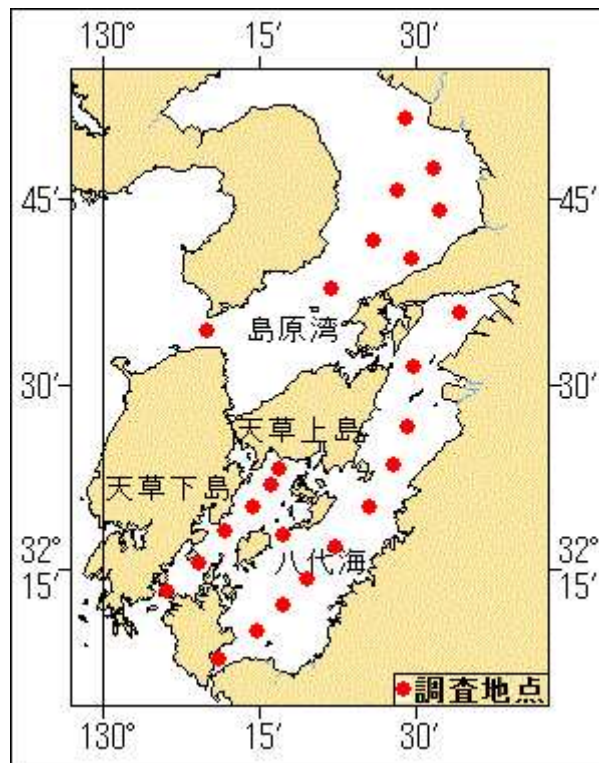 130° 15′ 30′
45′ 45′
島原湾
30′ 30′
天草上島
天草下島
32° 八代海 32°
15′ 15′
調査地点
130° 15′ 30′